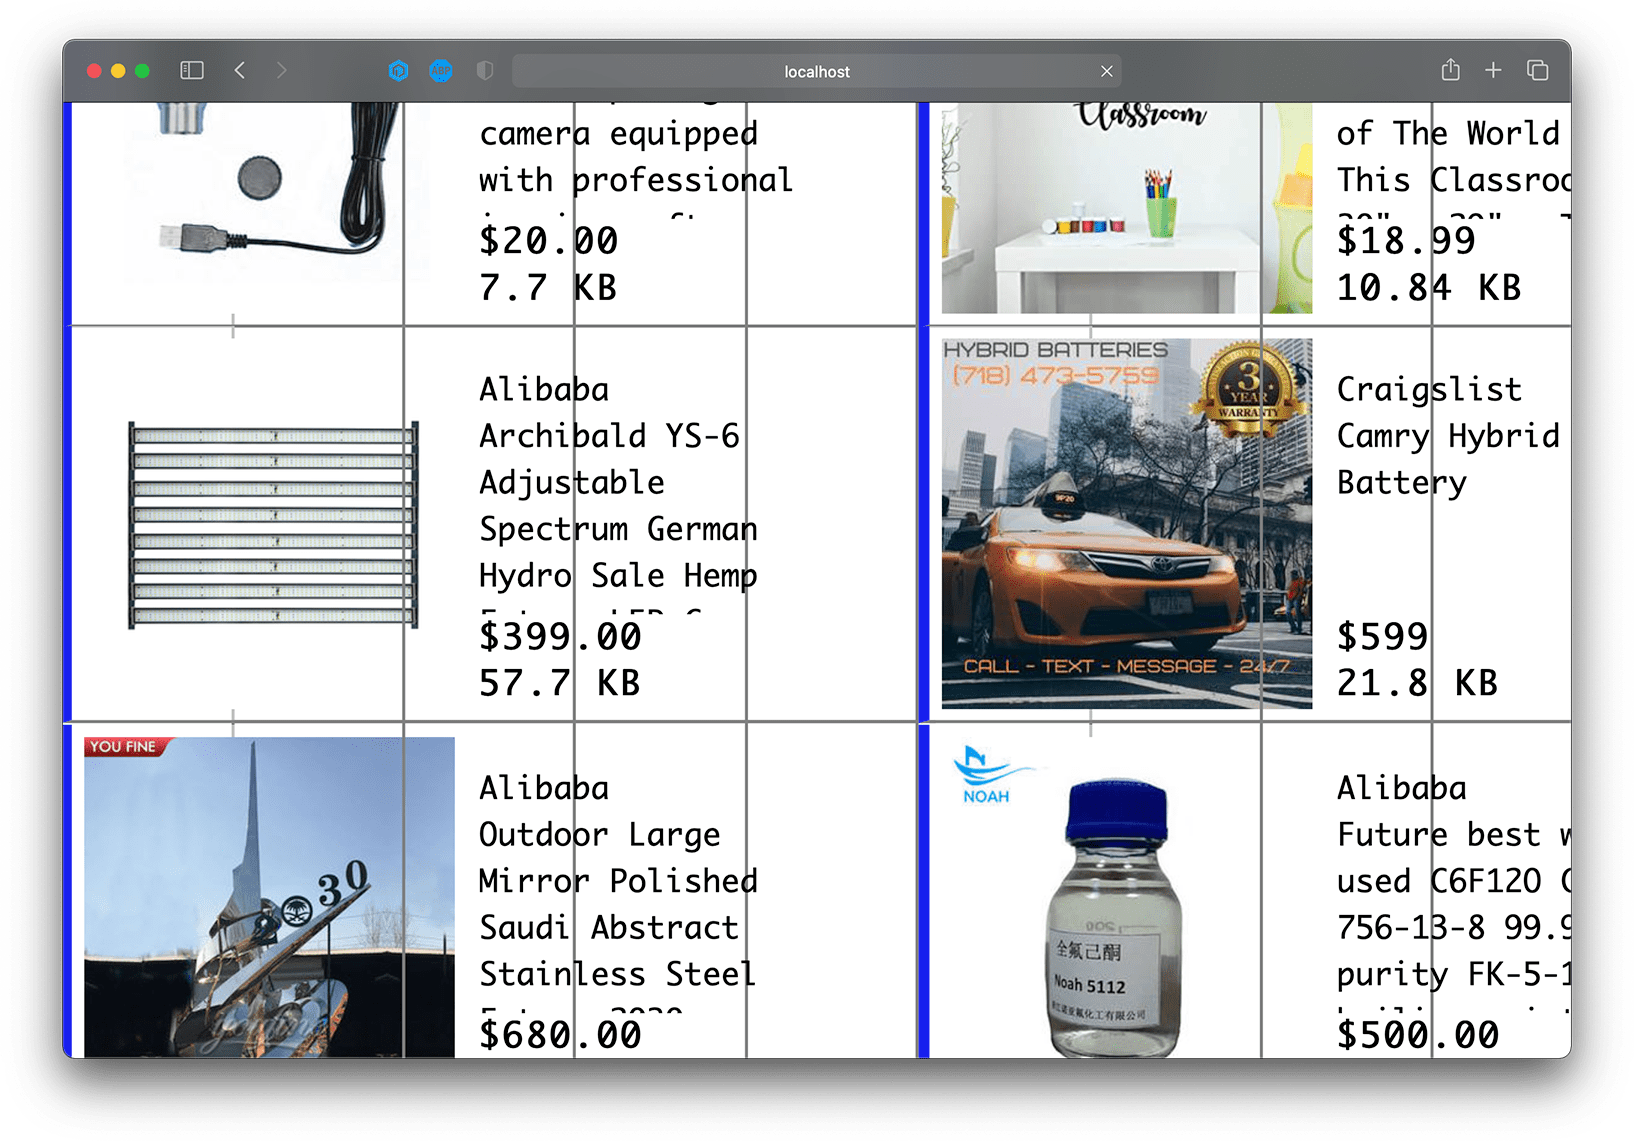 localhost
camera equipped
with professional
$20.00
7.7 KB
Classroom
of The World
This
$18.99
10.84 KB
Alibaba
Archibald YS-6
Adjustable
Spectrum German
Hydro Sale Hemp
$399.00
57.7 KB
HYBRID BATTERIES
(718) 473-5759
3
YEAR
WARRANTY
9P20
CALL - TEXT - MESSAGE - 24/7
Craigslist
Camry Hybrid
Battery
$599
21.8 KB
YOU FINE
2030
Alibaba
Outdoor Large
Mirror Polished
Saudi Abstract
Stainless Steel
$680.00
NOAH
全氟己酮
Noah 5112
Alibaba
Future best
used C6F12O
756-13-8 99.9
purity FK-5-1
$500.00